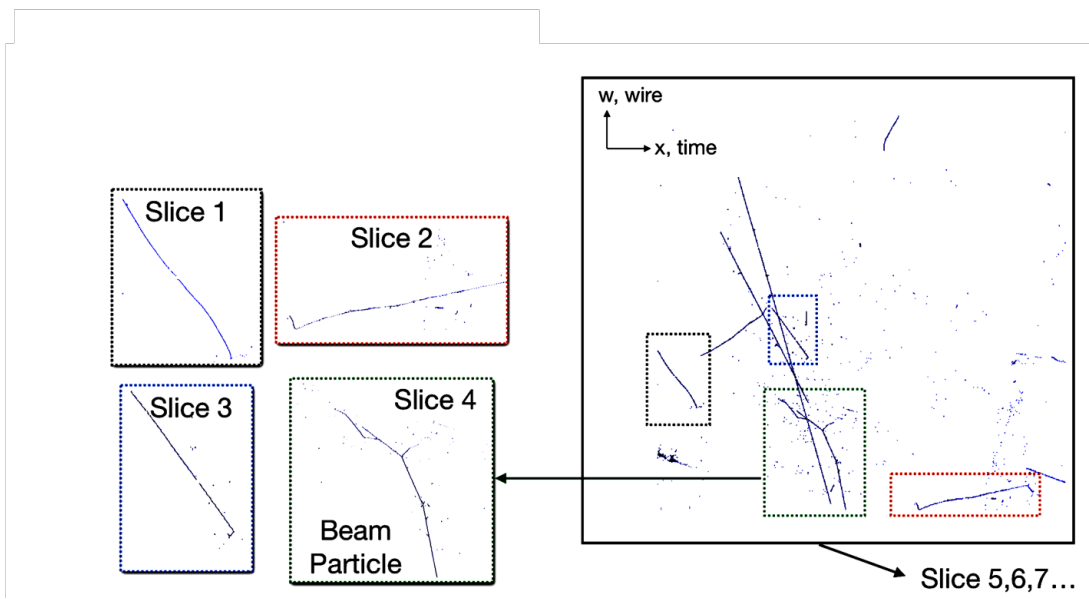 w, wire
x, time
Slice 1
Slice 2
Slice 3
Slice 4
Beam
Particle
Slice 5,6,7...